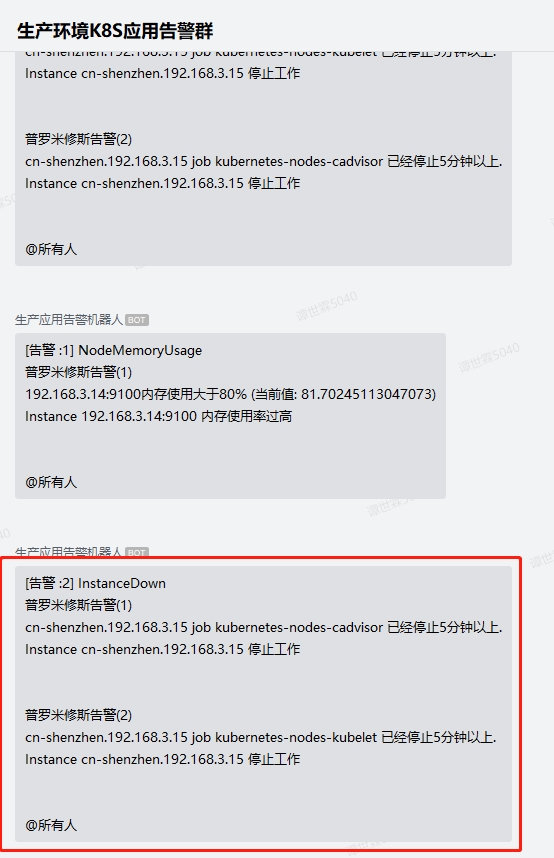 生产环境K8S应用告警群
cn-shenzhen.192.168.3.15 job kubernetes-nodes-kubelet 已经停止5分钟以上.
Instance cn-shenzhen.192.168.3.15 停止工作
普罗米修斯告警(2)
cn-shenzhen.192.168.3.15 job kubernetes-nodes-cadvisor 已经停止5分钟以上.
Instance cn-shenzhen.192.168.3.15 停止工作
@所有人
生产应用告警机器人 BOT
[告警 :1] NodeMemoryUsage
普罗米修斯告警(1)
192.168.3.14:9100内存使用大于80% (当前值: 81.70245113047073)
Instance 192.168.3.14:9100 内存使用率过高
@所有人
生产应用告警机器人 BOT
[告警 :2] InstanceDown
普罗米修斯告警(1)
cn-shenzhen.192.168.3.15 job kubernetes-nodes-cadvisor 已经停止5分钟以上.
Instance cn-shenzhen.192.168.3.15 停止工作
普罗米修斯告警(2)
cn-shenzhen.192.168.3.15 job kubernetes-nodes-kubelet 已经停止5分钟以上.
Instance cn-shenzhen.192.168.3.15 停止工作
@所有人